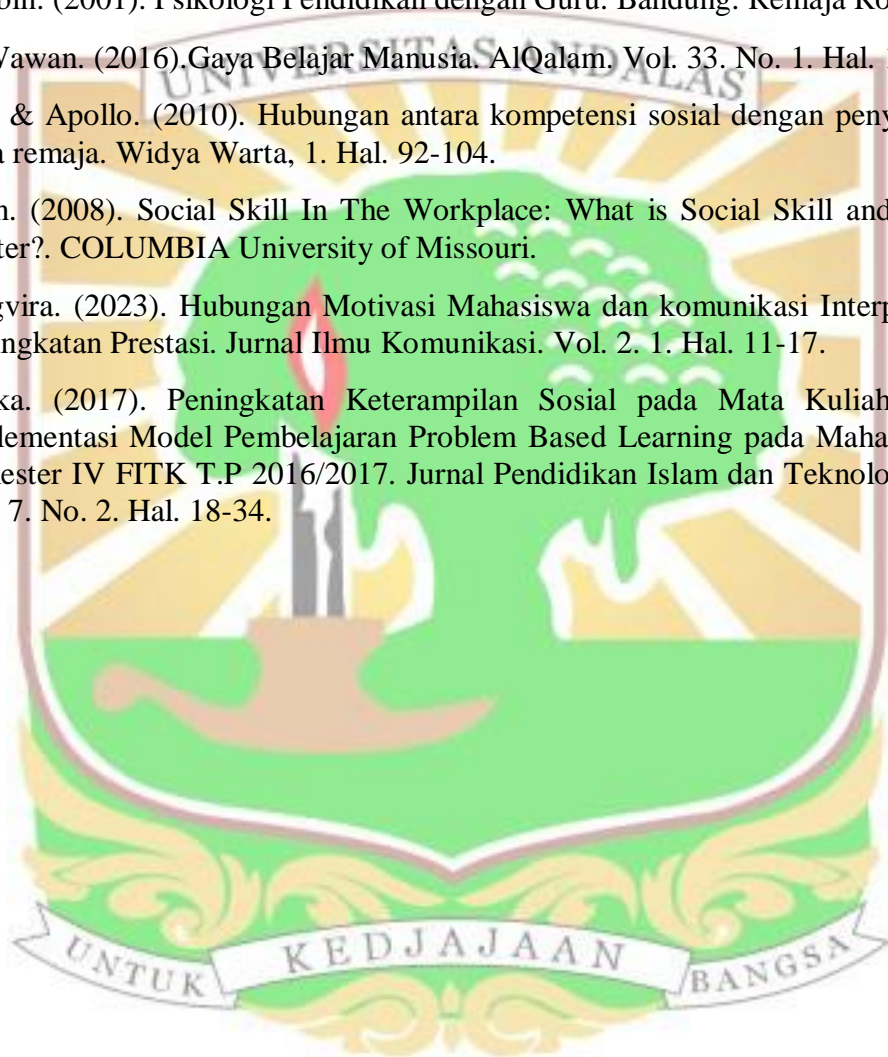 (2001). Psikologi Pendidikan dengan Guru. Bandung: Remaja
Wawan. (2016).Gaya Belajar Manusia. AlQalam. Vol. 33. No. 1. Hal.
UNIVERSITAS ANDALAS
& Apollo. (2010). Hubungan antara kompetensi sosial dengan
remaja. Widya Warta, 1. Hal. 92-104.
(2008). Social Skill In The Workplace: What is Social Skill and
ter?. COLUMBIA University of Missouri.
gvira. (2023). Hubungan Motivasi Mahasiswa dan komunikasi Interp
ingkatan Prestasi. Jurnal Ilmu Komunikasi. Vol. 2. 1. Hal. 11-17.
ka. (2017). Peningkatan Keterampilan Sosial pada Mata Kuliah
lementasi Model Pembelajaran Problem Based Learning pada Maha
ester IV FITK T.P 2016/2017. Jurnal Pendidikan Islam dan Teknolo
7. No. 2. Hal. 18-34.
UNTUK KEDJAJAAN BANGSA